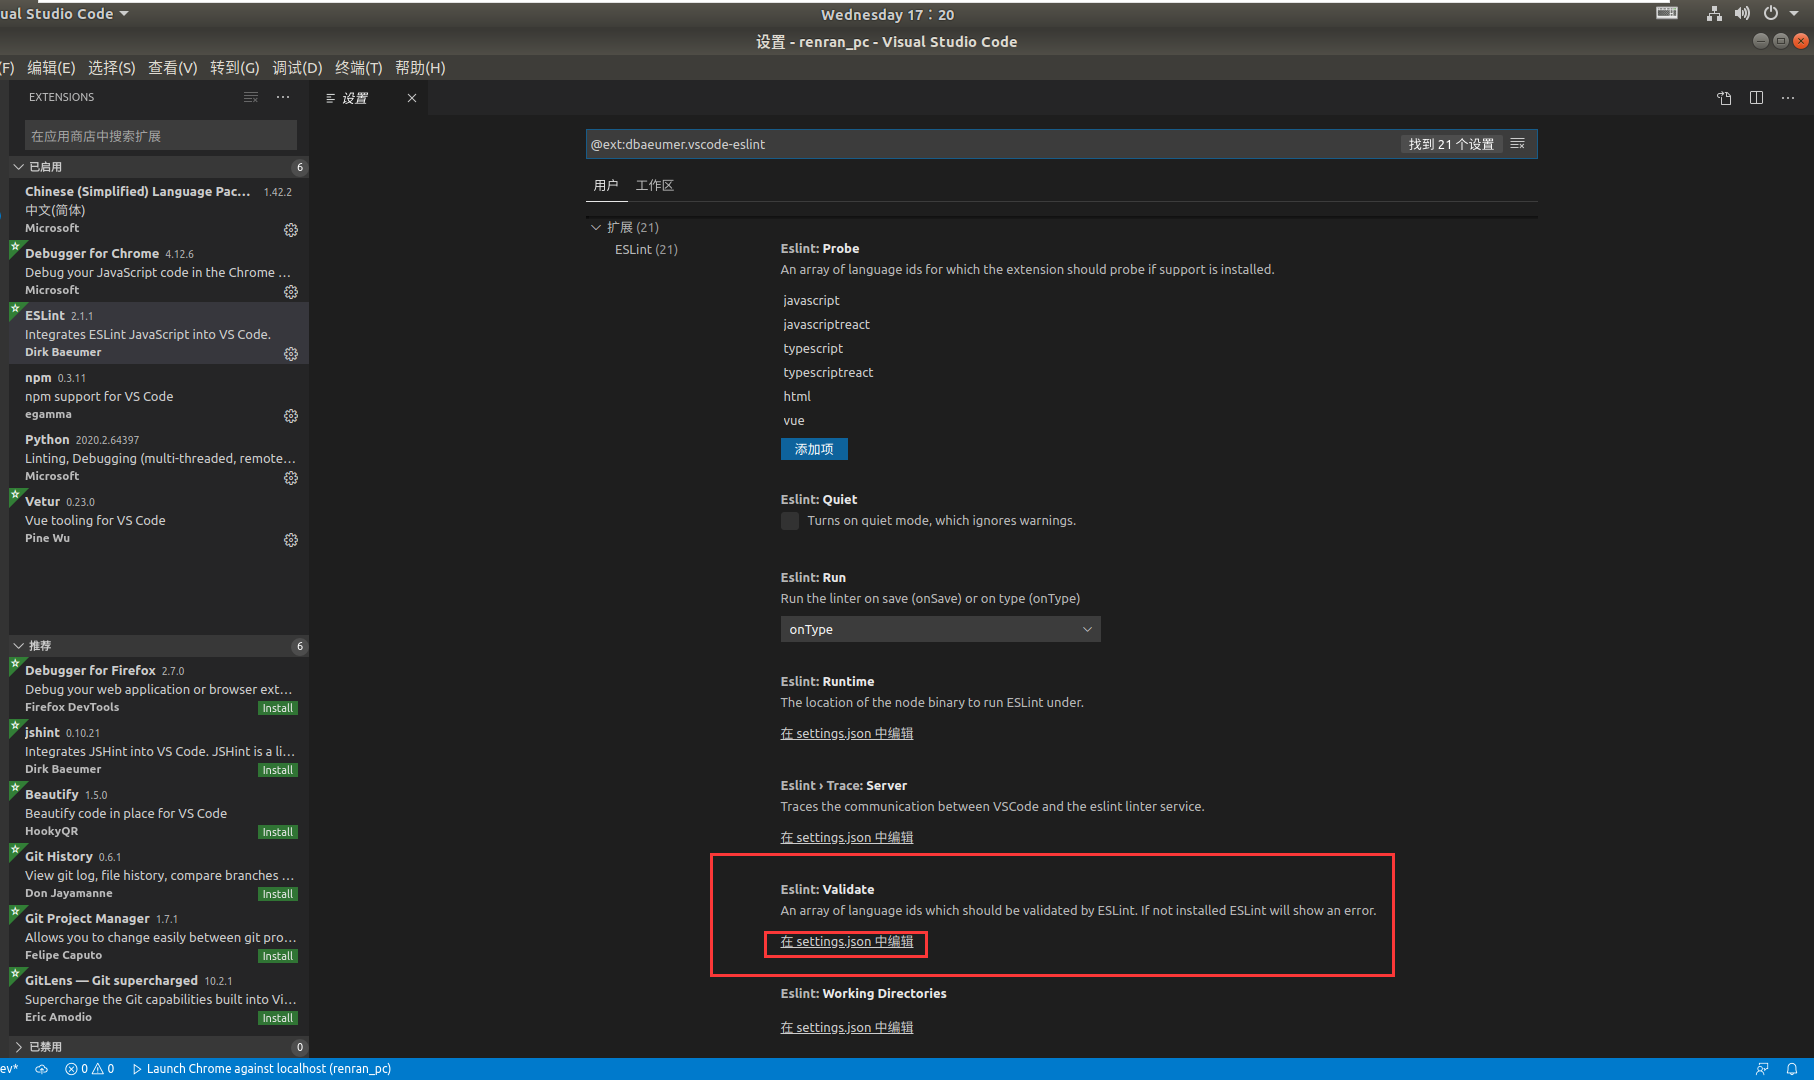 ual Studio Code
Wednesday 17：20
设置 - renran_pc - Visual Studio Code
(F) 编辑(E) 选择(S) 查看(V) 转到(G) 调试(D) 终端(T) 帮助(H)
EXTENSIONS
在应用商店中搜索扩展
已启用 6
Chinese (Simplified) Language Pac... 1.42.2
中文(简体)
Microsoft
Debugger for Chrome 4.12.6
Debug your JavaScript code in the Chrome ...
Microsoft
ESLint 2.1.1
Integrates ESLint JavaScript into VS Code.
Dirk Baeumer
npm 0.3.11
npm support for VS Code
egamma
Python 2020.2.64397
Linting, Debugging (multi-threaded, remote...
Microsoft
Vetur 0.23.0
Vue tooling for VS Code
Pine Wu
推荐 6
Debugger for Firefox 2.7.0
Debug your web application or browser ext...
Firefox DevTools Install
jshint 0.10.21
Integrates JSHint into VS Code. JSHint is a li...
Dirk Baeumer Install
Beautify 1.5.0
Beautify code in place for VS Code
HookyQR Install
Git History 0.6.1
View git log, file history, compare branches ...
Don Jayamanne Install
Git Project Manager 1.7.1
Allows you to change easily between git pro...
Felipe Caputo Install
GitLens — Git supercharged 10.2.1
Supercharge the Git capabilities built into Vi...
Eric Amodio Install
已禁用 0
设置
@ext:dbaeumer.vscode-eslint 找到 21 个设置
用户 工作区
扩展 (21)
ESLint (21)
Eslint: Probe
An array of language ids for which the extension should probe if support is installed.
javascript
javascriptreact
typescript
typescriptreact
html
vue
添加项
Eslint: Quiet
Turns on quiet mode, which ignores warnings.
Eslint: Run
Run the linter on save (onSave) or on type (onType)
onType
Eslint: Runtime
The location of the node binary to run ESLint under.
在 settings.json 中编辑
Eslint › Trace: Server
Traces the communication between VSCode and the eslint linter service.
在 settings.json 中编辑
Eslint: Validate
An array of language ids which should be validated by ESLint. If not installed ESLint will show an error.
在 settings.json 中编辑
Eslint: Working Directories
在 settings.json 中编辑
ev* 0 0 Launch Chrome against localhost (renran_pc)